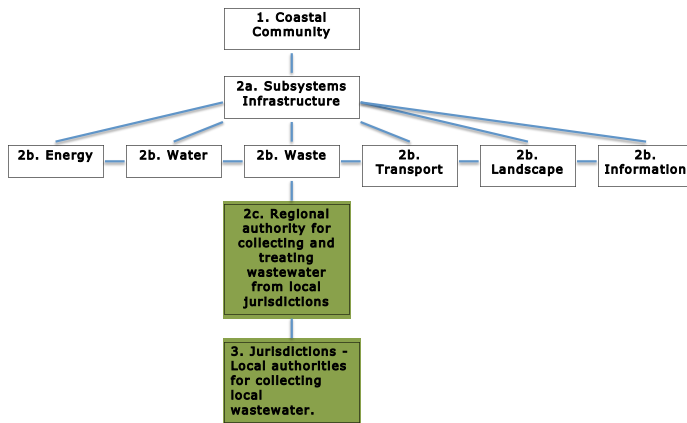 1. Coastal
Community
2a. Subsystems
Infrastructure
2b. Energy
2b. Water
2b. Waste
2b.
Transport
2b.
Landscape
2b.
Information
2c. Regional
authority for
collecting and
treating
wastewater
from local
jurisdictions
3. Jurisdictions -
Local authorities
for collecting
local
wastewater.